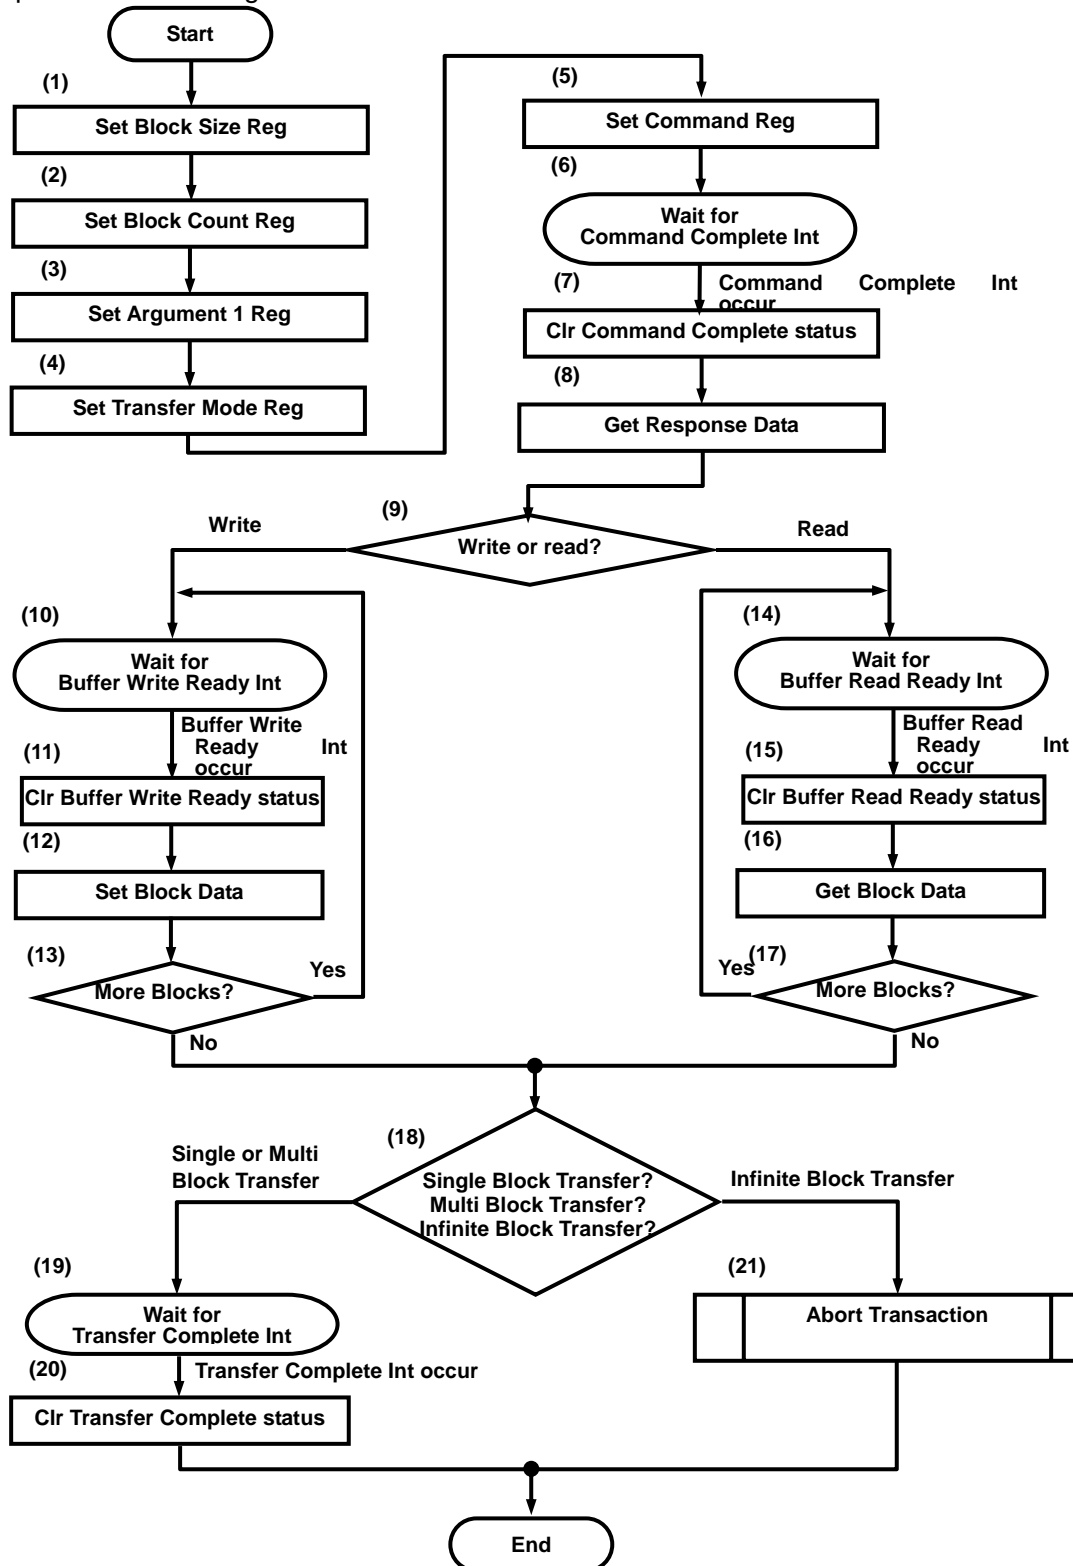 Start
(1)
Set Block Size Reg
(2)
Set Block Count Reg
(3)
Set Argument 1 Reg
(4)
Set Transfer Mode Reg
(5)
Set Command Reg
(6)
Wait for
Command Complete Int
(7)
Command Complete Int
occur
Clr Command Complete status
(8)
Get Response Data
(9)
Write or read?
Write
Read
(10)
Wait for
Buffer Write Ready Int
Buffer Write
Ready Int
occur
(11)
Clr Buffer Write Ready status
(12)
Set Block Data
(13)
More Blocks?
Yes
No
(14)
Wait for
Buffer Read Ready Int
Buffer Read
Ready Int
occur
(15)
Clr Buffer Read Ready status
(16)
Get Block Data
(17)
More Blocks?
Yes
No
(18)
Single Block Transfer?
Multi Block Transfer?
Infinite Block Transfer?
Single or Multi
Block Transfer
Infinite Block Transfer
(19)
Wait for
Transfer Complete Int
(20)
Transfer Complete Int occur
Clr Transfer Complete status
(21)
Abort Transaction
End